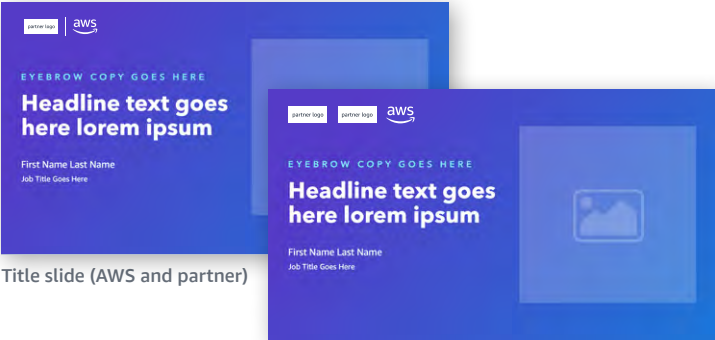 partner logo
aws
EYEBROW COPY GOES HERE
Headline text goes
here lorem ipsum
First Name Last Name
Job Title Goes Here
Title slide (AWS and partner)
partner logo
partner logo
aws
EYEBROW COPY GOES HERE
Headline text goes
here lorem ipsum
First Name Last Name
Job Title Goes Here